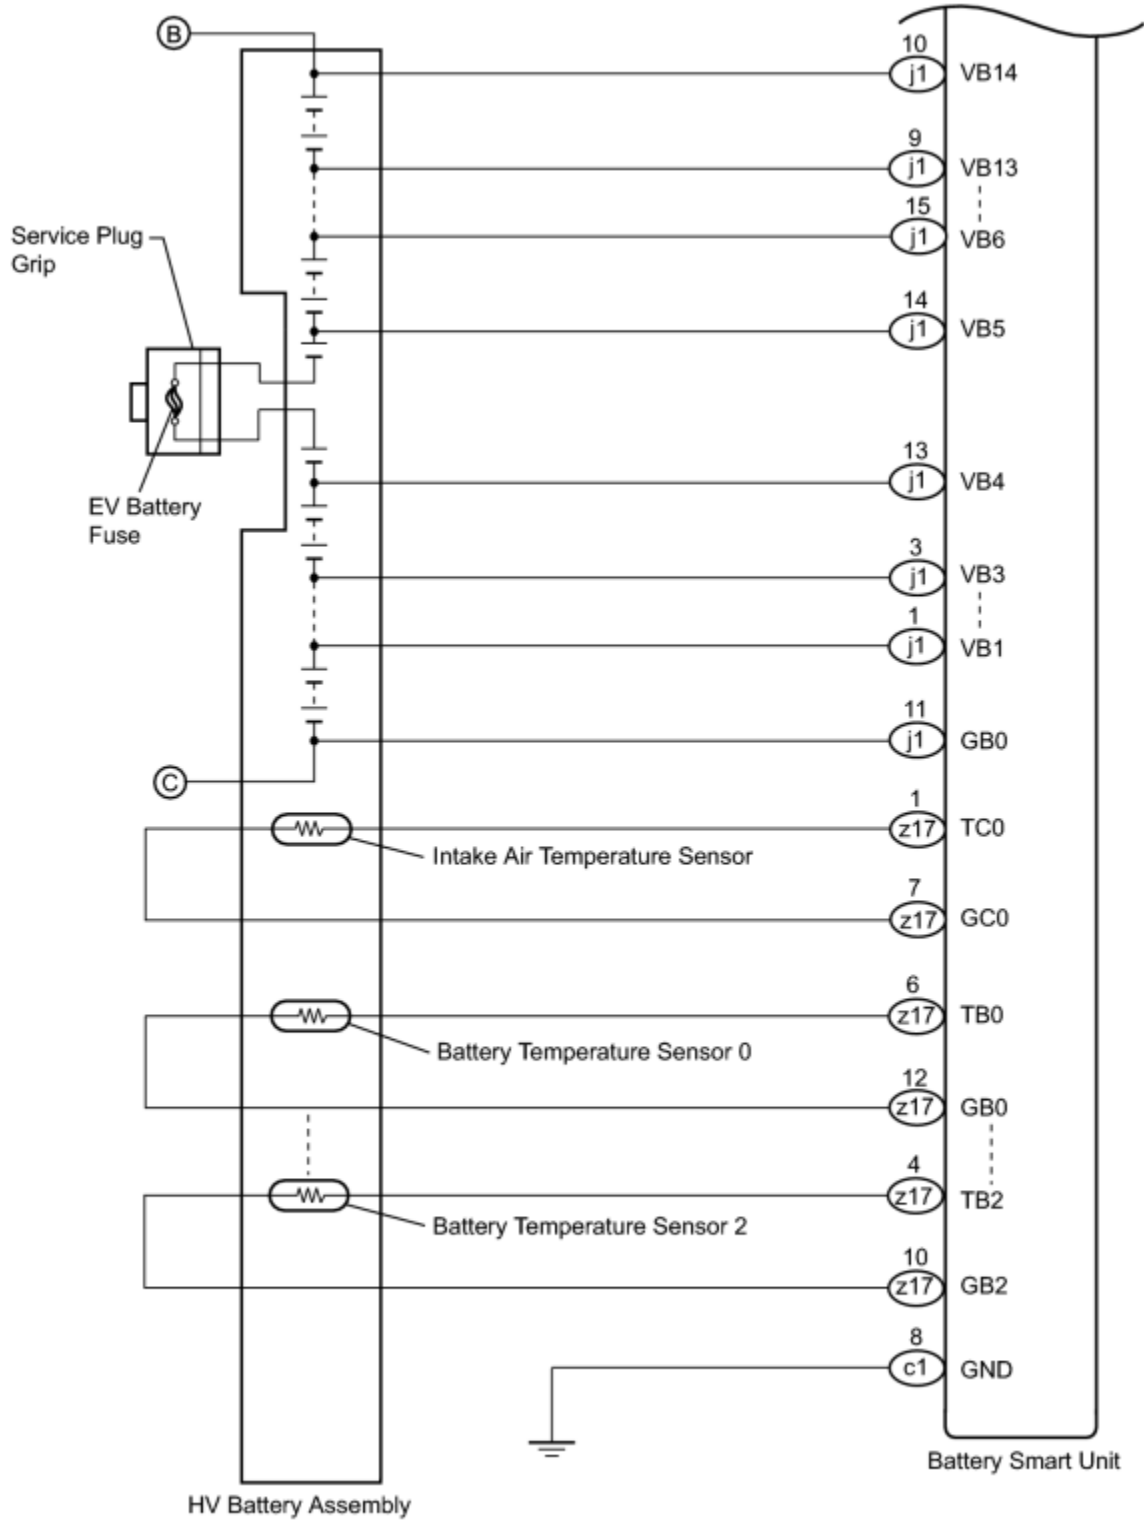 B
10
j1 VB14
9
j1 VB13
15
j1 VB6
Service Plug
Grip
14
j1 VB5
13
j1 VB4
EV Battery
Fuse
3
j1 VB3
1
j1 VB1
11
j1 GB0
C
1
z17 TC0
Intake Air Temperature Sensor
7
z17 GC0
6
z17 TB0
Battery Temperature Sensor 0
12
z17 GB0
4
z17 TB2
Battery Temperature Sensor 2
10
z17 GB2
8
c1 GND
Battery Smart Unit
HV Battery Assembly